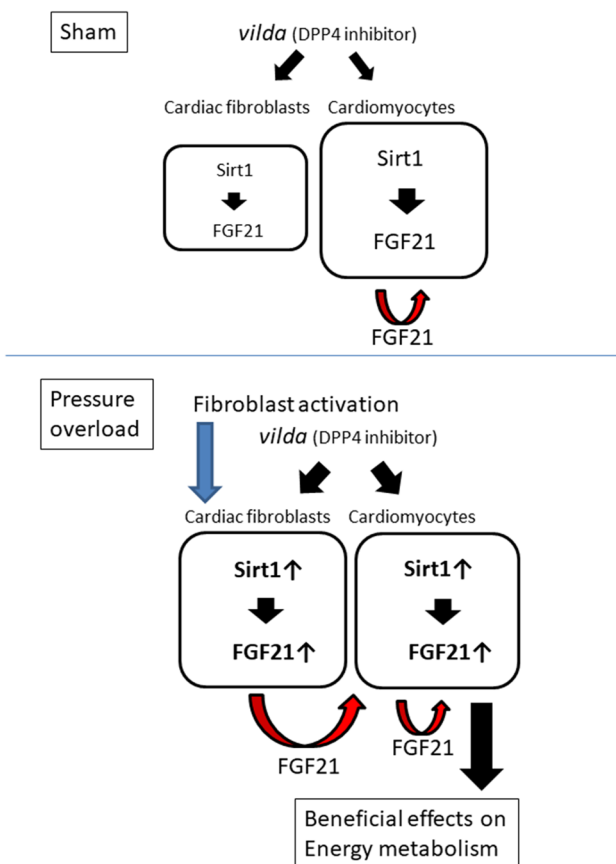 Sham
vilda (DPP4 inhibitor)
Cardiac fibroblasts
Cardiomyocytes
Sirt1
FGF21
Sirt1
FGF21
FGF21
Pressure
overload
Fibroblast activation
vilda (DPP4 inhibitor)
Cardiac fibroblasts
Cardiomyocytes
Sirt1↑
FGF21↑
Sirt1↑
FGF21↑
FGF21
FGF21
Beneficial effects on
Energy metabolism